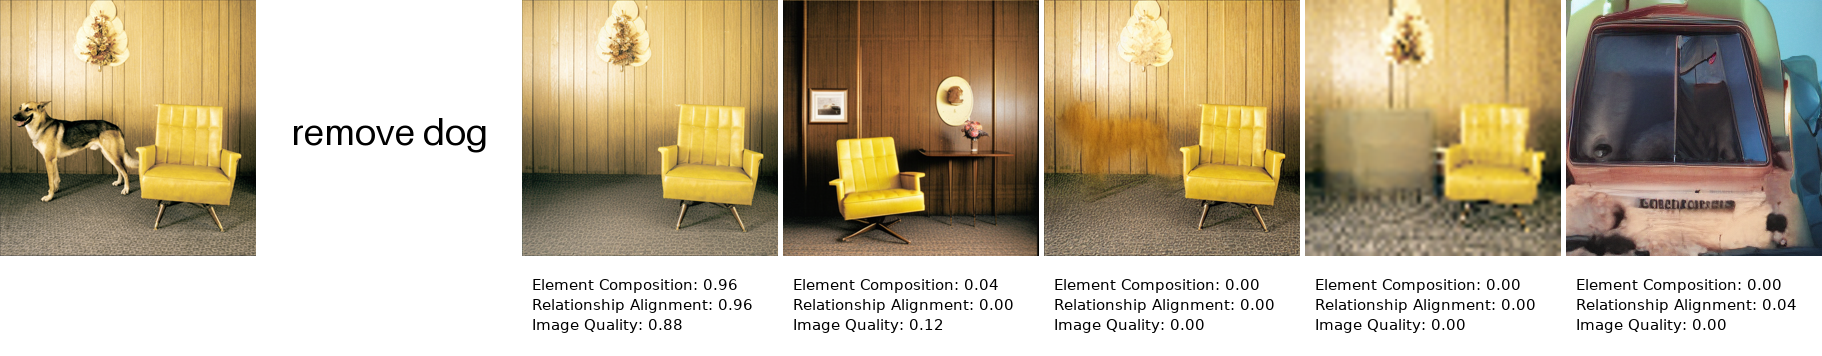 remove dog
Element Composition: 0.96
Relationship Alignment: 0.96
Image Quality: 0.88
Element Composition: 0.04
Relationship Alignment: 0.00
Image Quality: 0.12
Element Composition: 0.00
Relationship Alignment: 0.00
Image Quality: 0.00
Element Composition: 0.00
Relationship Alignment: 0.00
Image Quality: 0.00
Element Composition: 0.00
Relationship Alignment: 0.04
Image Quality: 0.00